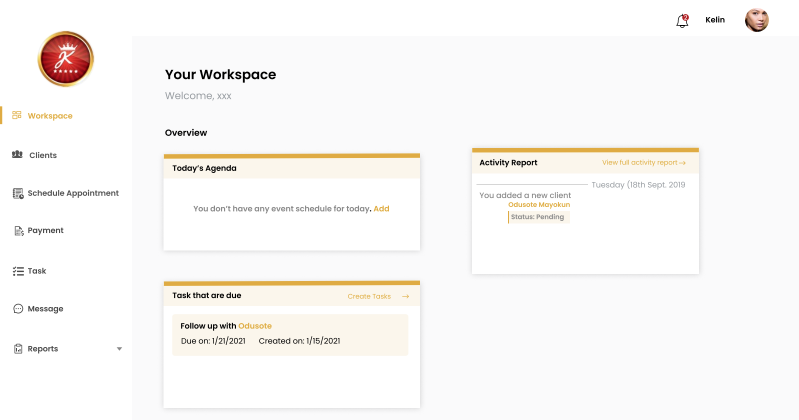 2
Kelin
K
Workspace
Clients
Schedule Appointment
Payment
Task
Message
Reports
Your Workspace
Welcome, xxx
Overview
Today's Agenda
You don't have any event schedule for today. Add
Task that are due
Create Tasks →
Follow up with Odusote
Due on: 1/21/2021 Created on: 1/15/2021
Activity Report
View full activity report →
Tuesday (18th Sept. 2019
You added a new client
Odusote Mayokun
Status: Pending